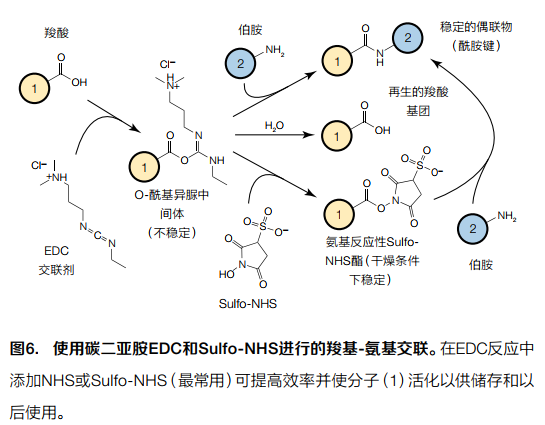 羧酸
1
O
OH
Cl–
H
N+
伯胺
2
NH2
1
O
N
H
2
稳定的偶联物
(酰胺键)
再生的羧酸
基团
H2O
1
O
OH
1
O
O
N
NH
O-酰基异脲中
间体
(不稳定)
Cl–
+NH
N=C=N
EDC
交联剂
O
S
O
O–
O
N
HO
O
Sulfo-NHS
1
O
O
N
O
O
O
S
O
O–
氨基反应性Sulfo-
NHS酯(干燥条件
下稳定)
2
NH2
伯胺
图6. 使用碳二亚胺EDC和Sulfo-NHS进行的羧基-氨基交联。在EDC反应中
添加NHS或Sulfo-NHS(最常用)可提高效率并使分子(1)活化以供储存和以
后使用。